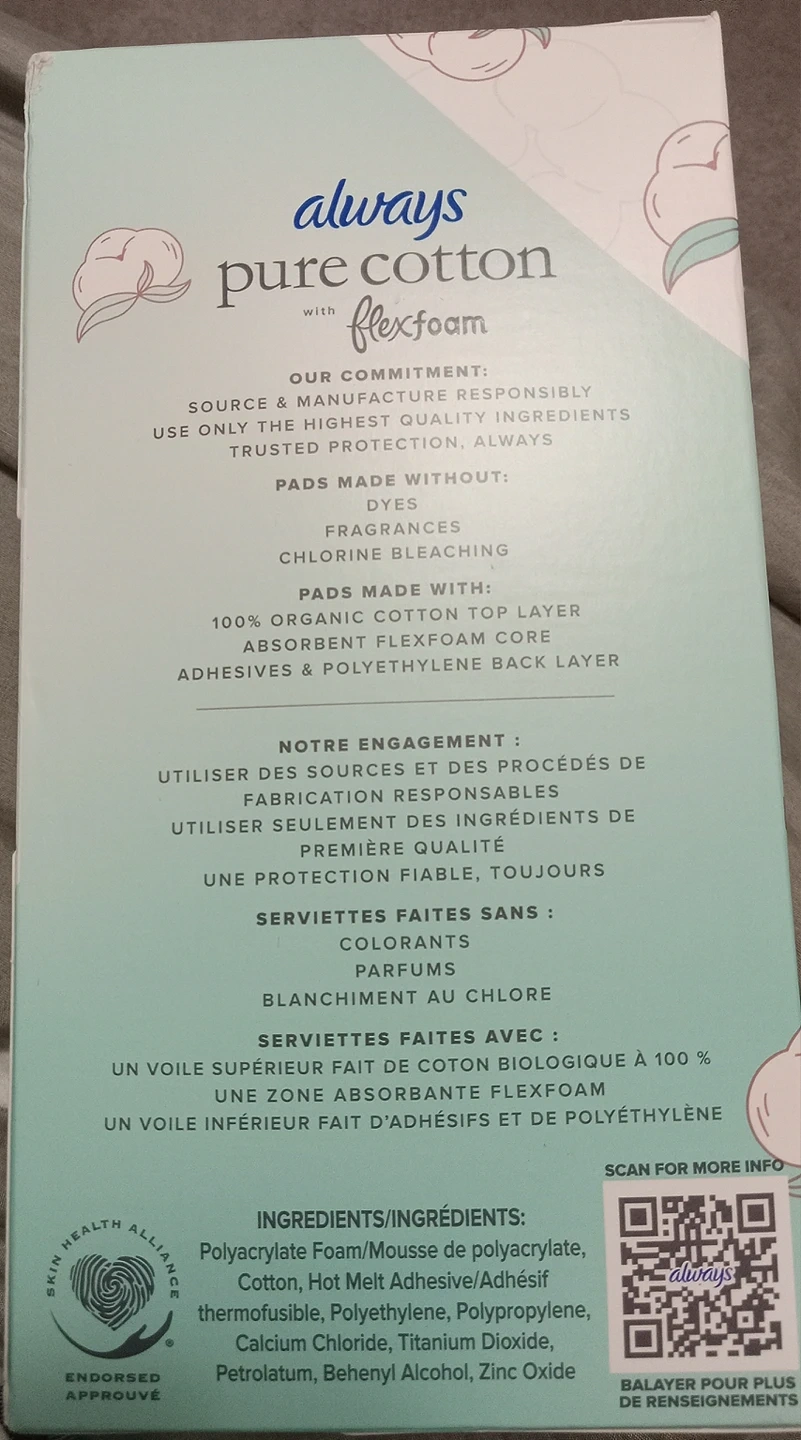 always
pure cotton
with flexfoam
OUR COMMITMENT:
SOURCE & MANUFACTURE RESPONSIBLY
USE ONLY THE HIGHEST QUALITY INGREDIENTS
TRUSTED PROTECTION, ALWAYS
PADS MADE WITHOUT:
DYES
FRAGRANCES
CHLORINE BLEACHING
PADS MADE WITH:
100% ORGANIC COTTON TOP LAYER
ABSORBENT FLEXFOAM CORE
ADHESIVES & POLYETHYLENE BACK LAYER
NOTRE ENGAGEMENT :
UTILISER DES SOURCES ET DES PROCÉDÉS DE
FABRICATION RESPONSABLES
UTILISER SEULEMENT DES INGRÉDIENTS DE
PREMIÈRE QUALITÉ
UNE PROTECTION FIABLE, TOUJOURS
SERVIETTES FAITES SANS :
COLORANTS
PARFUMS
BLANCHIMENT AU CHLORE
SERVIETTES FAITES AVEC :
UN VOILE SUPÉRIEUR FAIT DE COTON BIOLOGIQUE À 100 %
UNE ZONE ABSORBANTE FLEXFOAM
UN VOILE INFÉRIEUR FAIT D'ADHÉSIFS ET DE POLYÉTHYLÈNE
SKIN HEALTH ALLIANCE
®
ENDORSED
APPROUVÉ
INGREDIENTS/INGRÉDIENTS:
Polyacrylate Foam/Mousse de polyacrylate,
Cotton, Hot Melt Adhesive/Adhésif
thermofusible, Polyethylene, Polypropylene,
Calcium Chloride, Titanium Dioxide,
Petrolatum, Behenyl Alcohol, Zinc Oxide
SCAN FOR MORE INFO
always
BALAYER POUR PLUS
DE RENSEIGNEMENTS